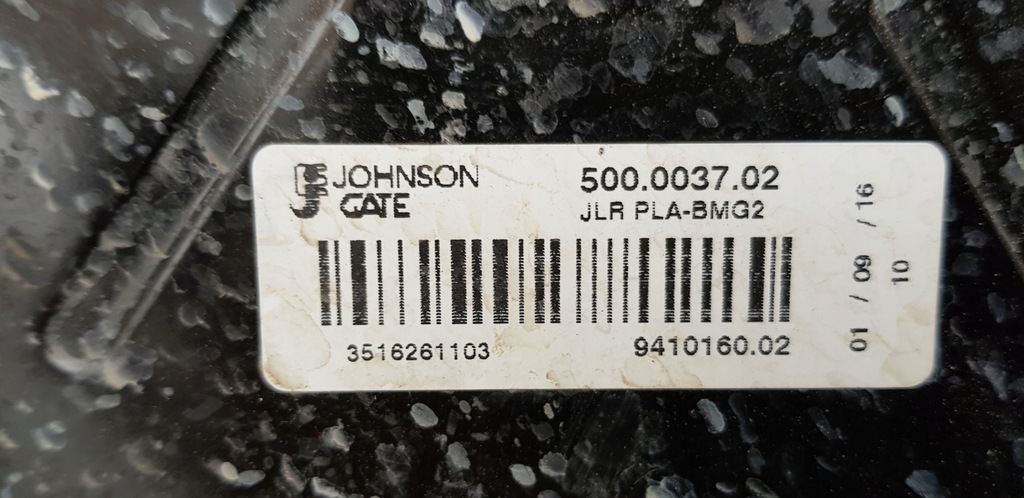 JOHNSON
GATE
500.0037.02
JLR PLA-BMG2
3516261103
9410160.02
01 / 09 / 16
10